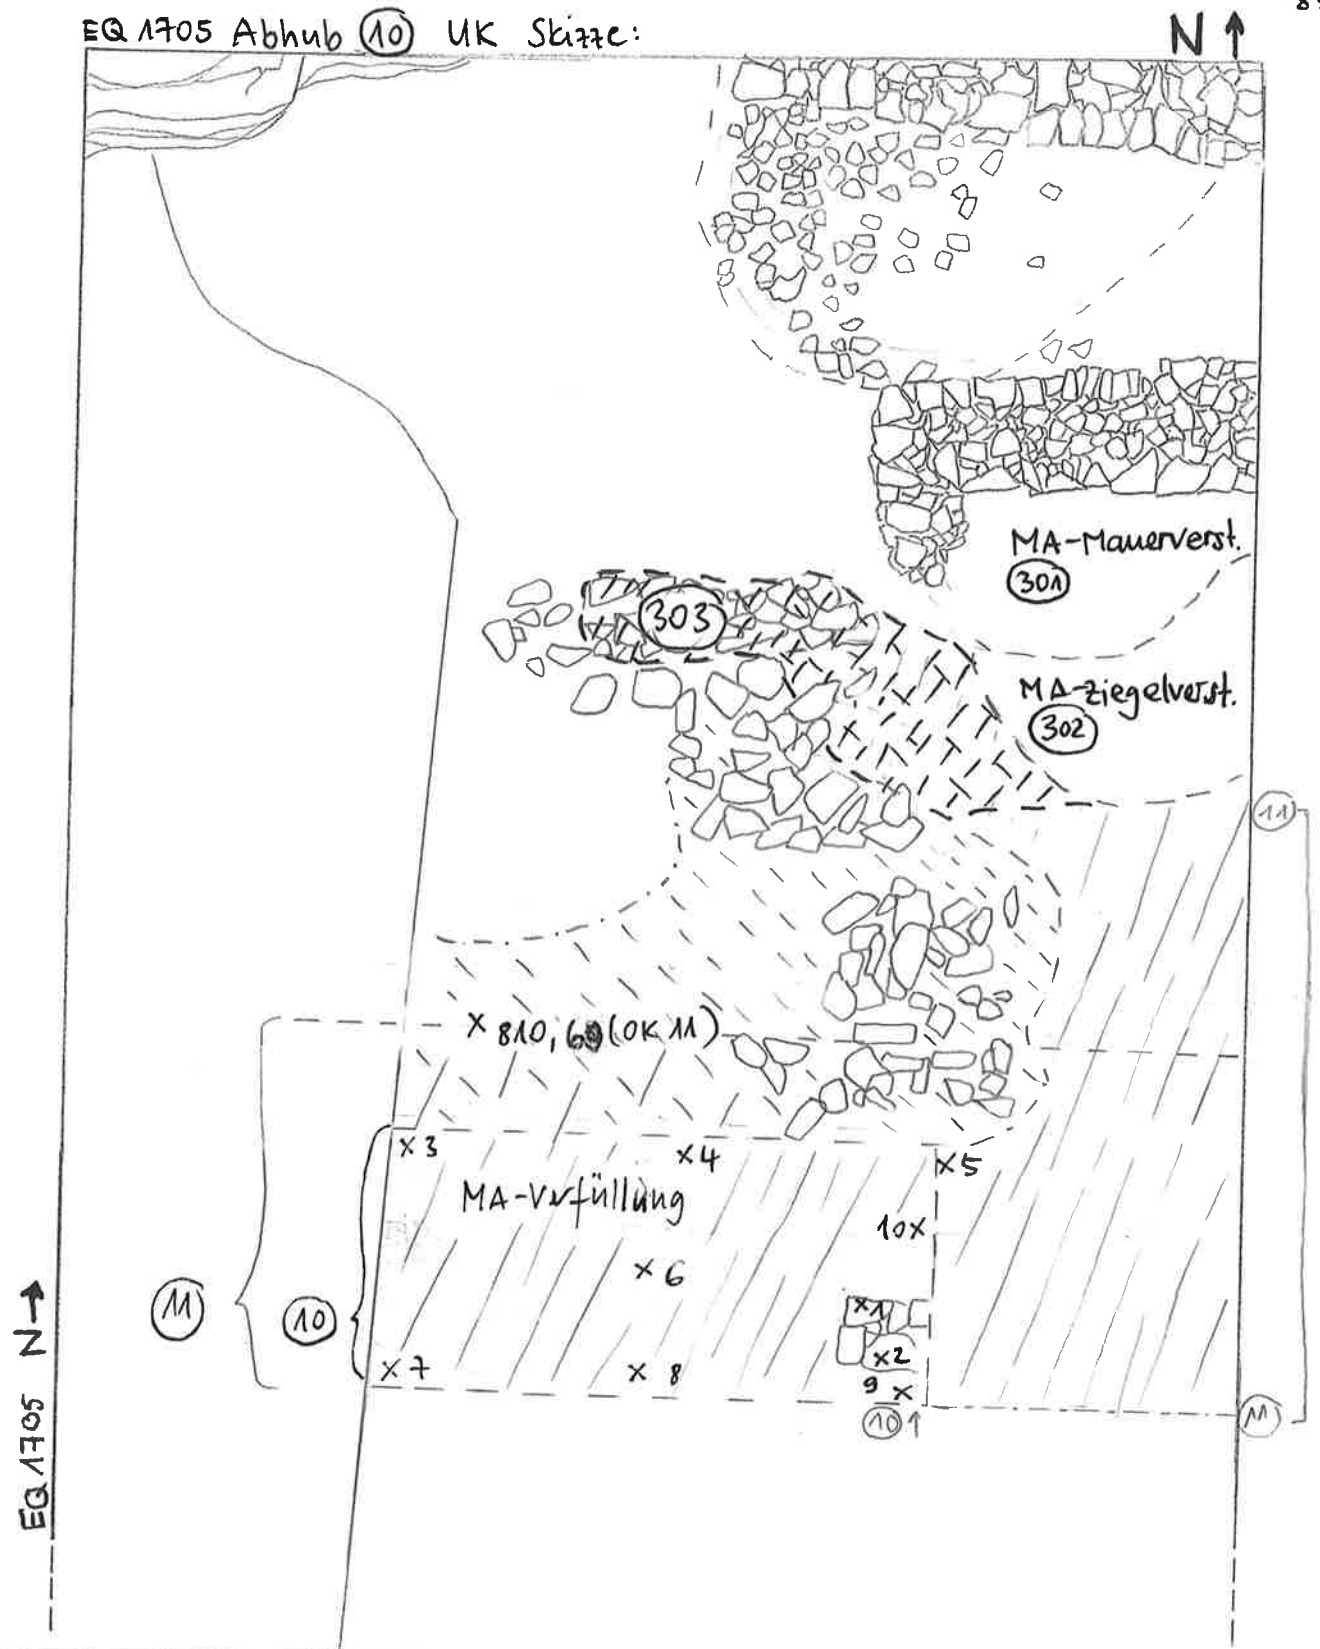 EQ 1705 Abhub 10 UK Skizze:
N ↑
MA-Mauerverst.
301
303
MA-Ziegelverst.
302
11
x 810,69 (OK 11)
x 3
x 4
x 5
MA-Verfüllung
10 x
x 6
11
10
x 1
x 2
x 7
x 8
9 x
10 ↑
11
EQ 1705 N →